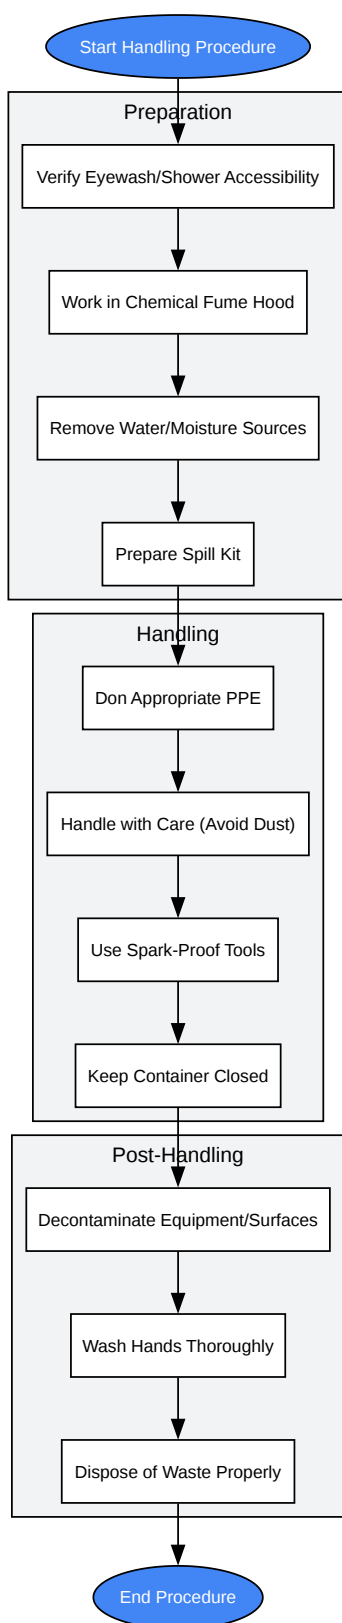 Start Handling Procedure
Preparation
Verify Eyewash/Shower Accessibility
Work in Chemical Fume Hood
Remove Water/Moisture Sources
Prepare Spill Kit
Handling
Don Appropriate PPE
Handle with Care (Avoid Dust)
Use Spark-Proof Tools
Keep Container Closed
Post-Handling
Decontaminate Equipment/Surfaces
Wash Hands Thoroughly
Dispose of Waste Properly
End Procedure